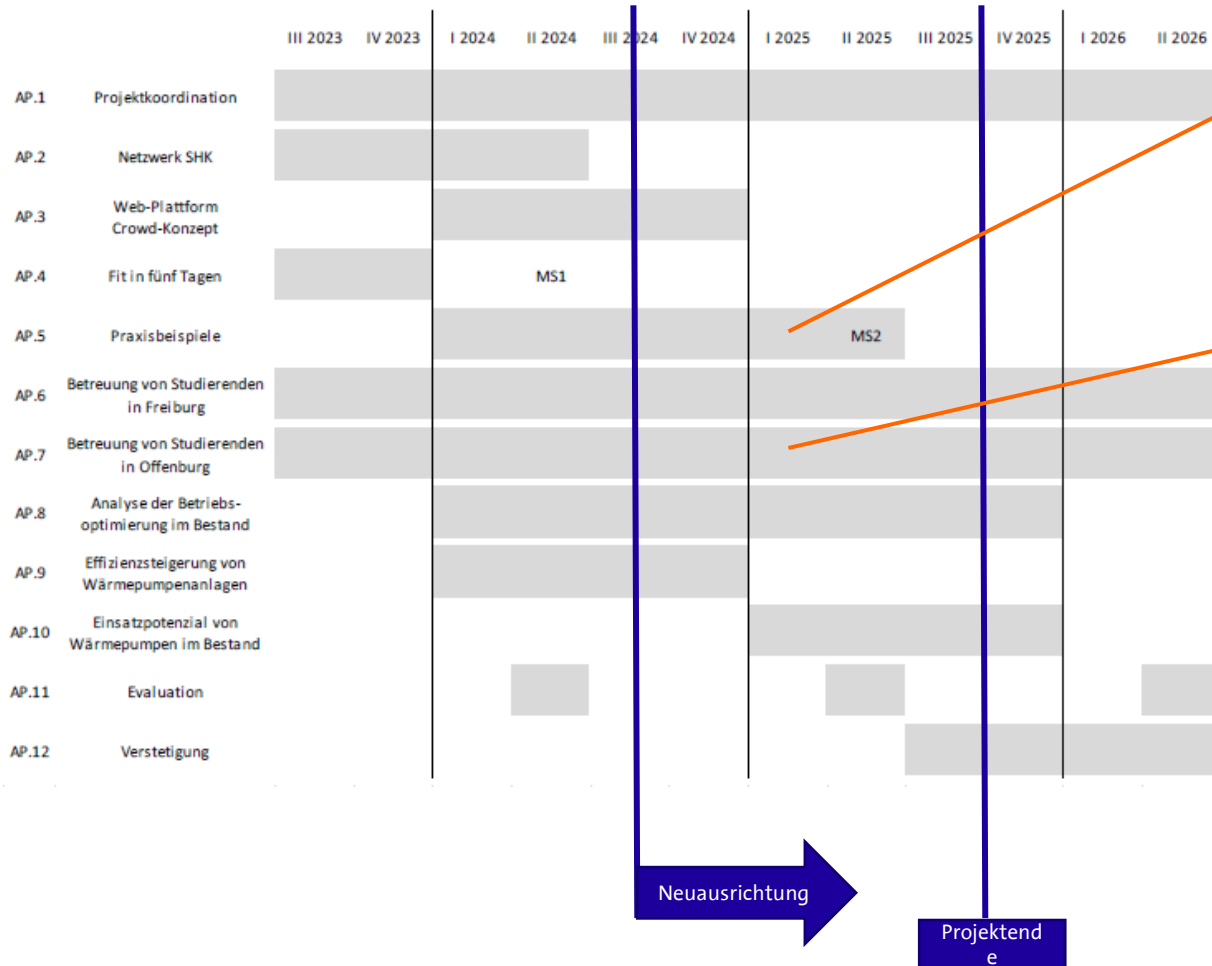 III 2023 IV 2023 I 2024 II 2024 III 2024 IV 2024 I 2025 II 2025 III 2025 IV 2025 I 2026 II 2026
AP.1 Projektkoordination
AP.2 Netzwerk SHK
AP.3 Web-Plattform
Crowd-Konzept
AP.4 Fit in fünf Tagen MS1
AP.5 Praxisbeispiele MS2
AP.6 Betreuung von Studierenden
in Freiburg
AP.7 Betreuung von Studierenden
in Offenburg
AP.8 Analyse der Betriebs-
optimierung im Bestand
AP.9 Effizienzsteigerung von
Wärmepumpenanlagen
AP.10 Einsatzpotenzial von
Wärmepumpen im Bestand
AP.11 Evaluation
AP.12 Verstetigung
Neuausrichtung
Projektend
e